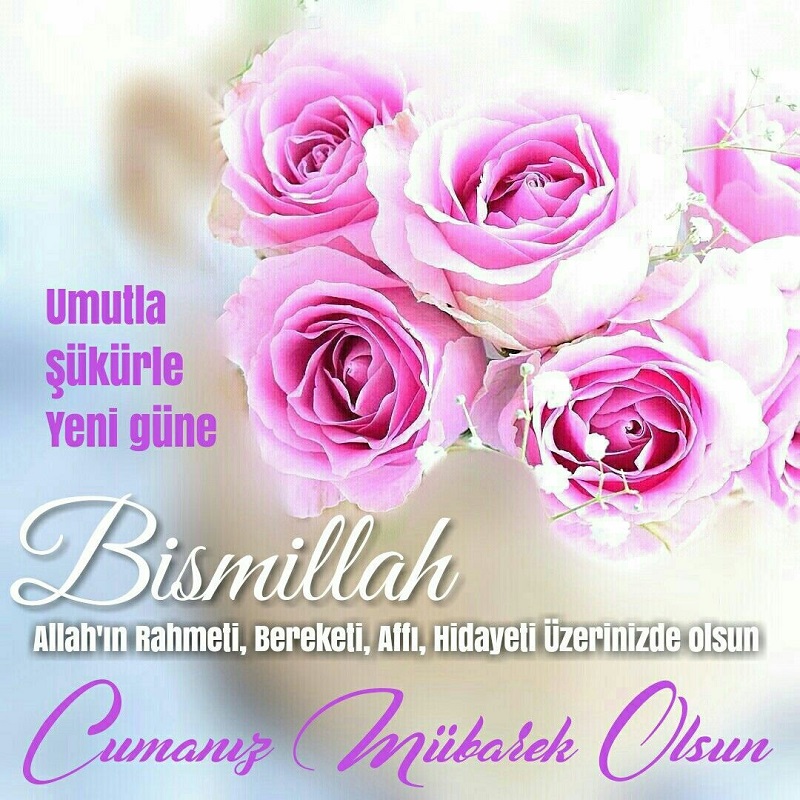 Umutla
Şükürle
Yeni güne
Bismillah
Allah'ın Rahmeti, Bereketi, Affı, Hidayeti Üzerinizde olsun
Cumanız Mübarek Olsun